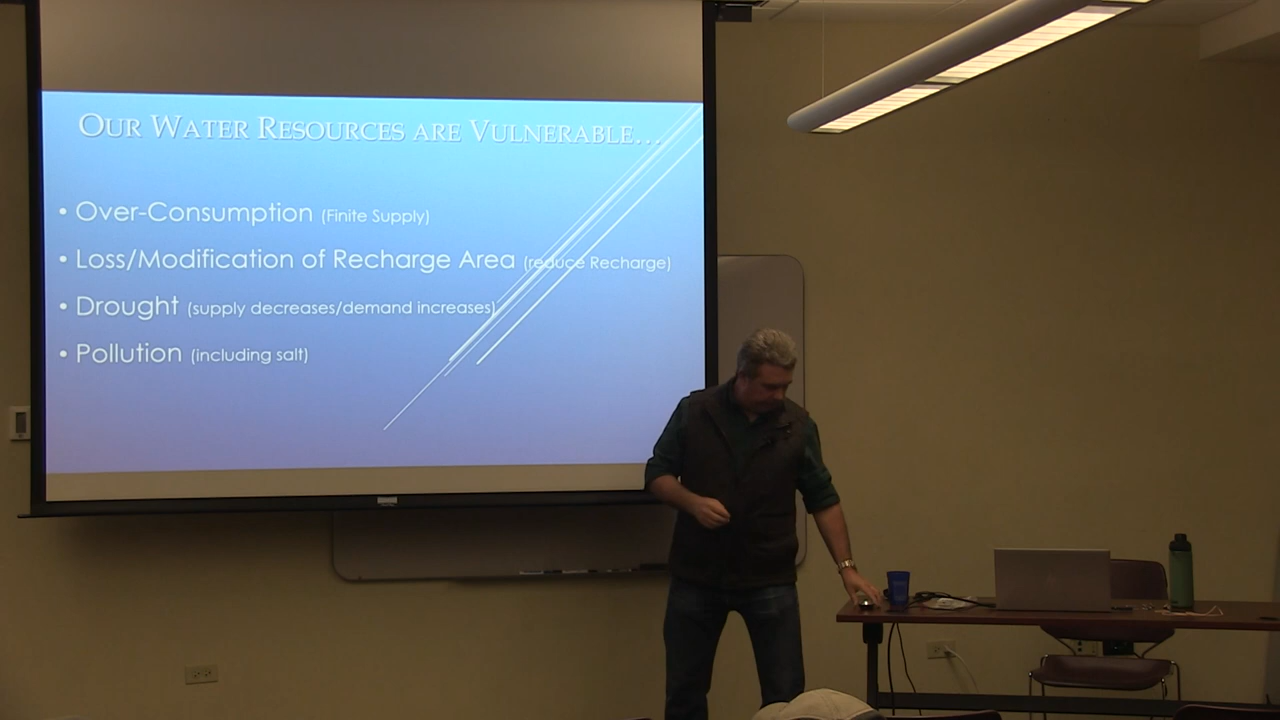 OUR WATER RESOURCES ARE VULNERABLE...
• Over-Consumption (Finite Supply)
• Loss/Modification of Recharge Area (reduce Recharge)
• Drought (supply decreases/demand increases)
• Pollution (including salt)